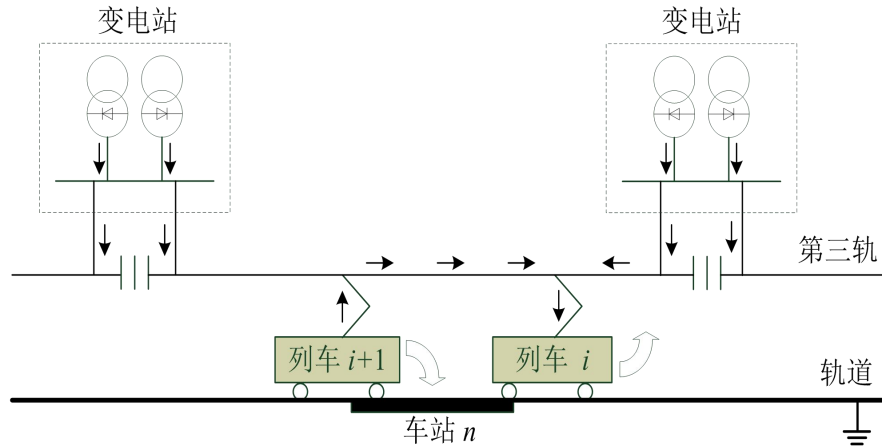 变电站
变电站
第三轨
列车 i+1
列车 i
轨道
车站 n